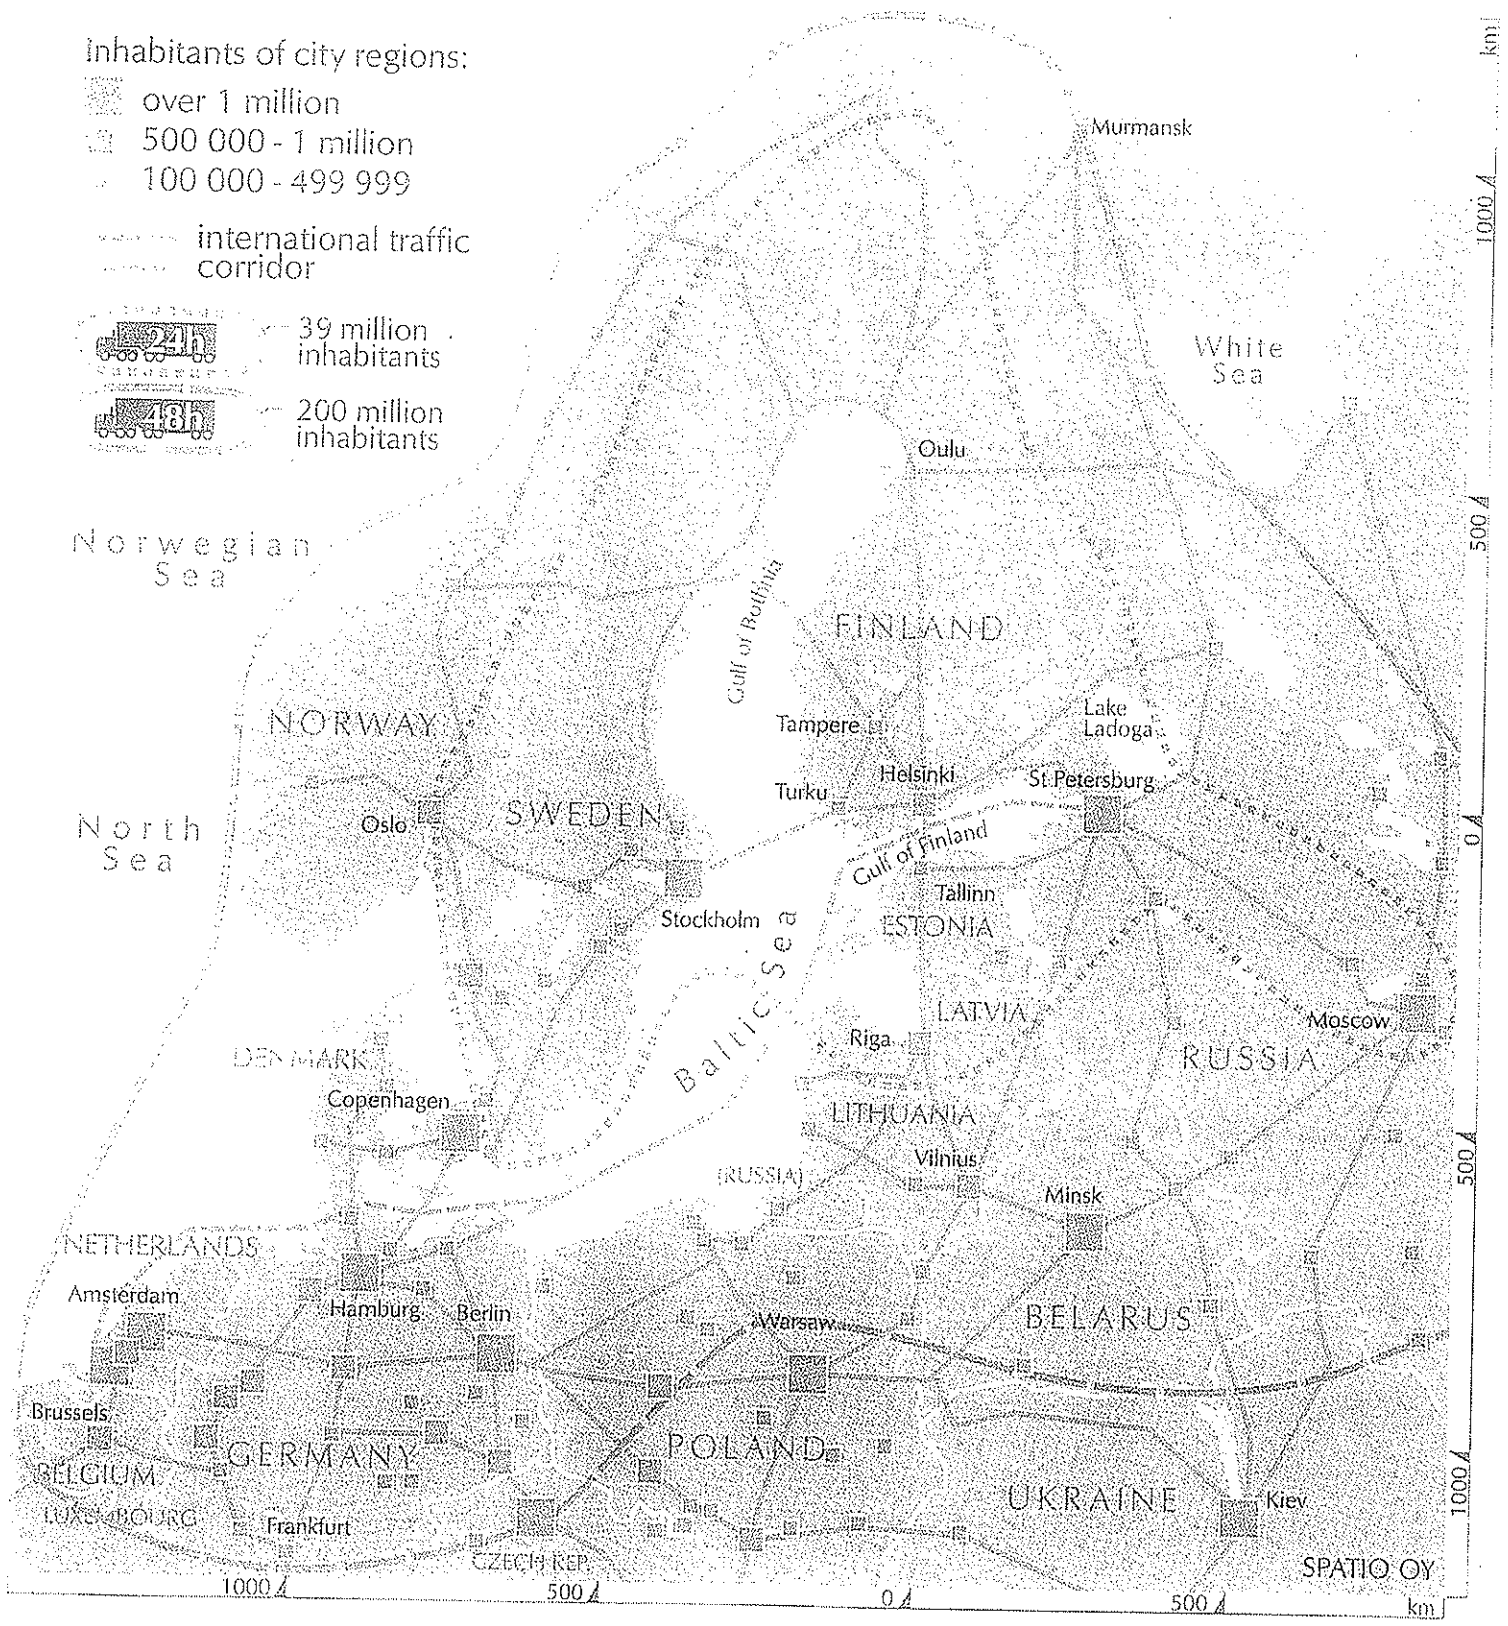 Inhabitants of city regions:
over 1 million
500 000 - 1 million
100 000 - 499 999
international traffic
corridor
24h
39 million
inhabitants
48h
200 million
inhabitants
km
Murmansk
1000
White
Sea
Oulu
500
Norwegian
Sea
Gulf of Bothnia
FINLAND
NORWAY
Tampere
Lake
Ladoga
Helsinki
St.Petersburg
Turku
North
Sea
Oslo
SWEDEN
0
Gulf of Finland
Tallinn
Stockholm
ESTONIA
Baltic Sea
LATVIA
Moscow
Riga
RUSSIA
DENMARK
Copenhagen
LITHUANIA
Vilnius
500
(RUSSIA)
Minsk
NETHERLANDS
Amsterdam
Hamburg
Berlin
Warsaw
BELARUS
Brussels
GERMANY
POLAND
BELGIUM
UKRAINE
Kiev
1000
LUXEMBOURG
Frankfurt
CZECH REP.
SPATIO OY
1000
500
0
500
km